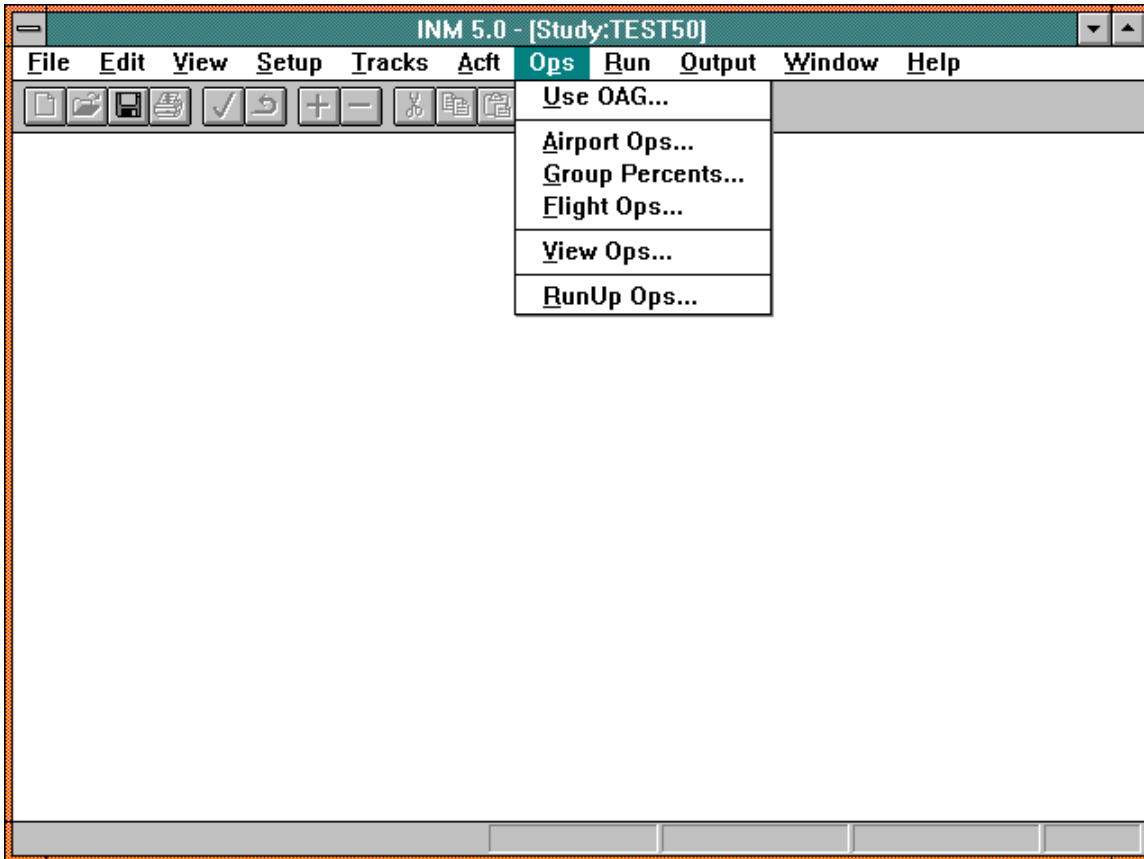 INM 5.0 - [Study:TEST50]
File Edit View Setup Tracks Acft Ops Run Output Window Help
Use OAG...
Airport Ops...
Group Percents...
Flight Ops...
View Ops...
RunUp Ops...